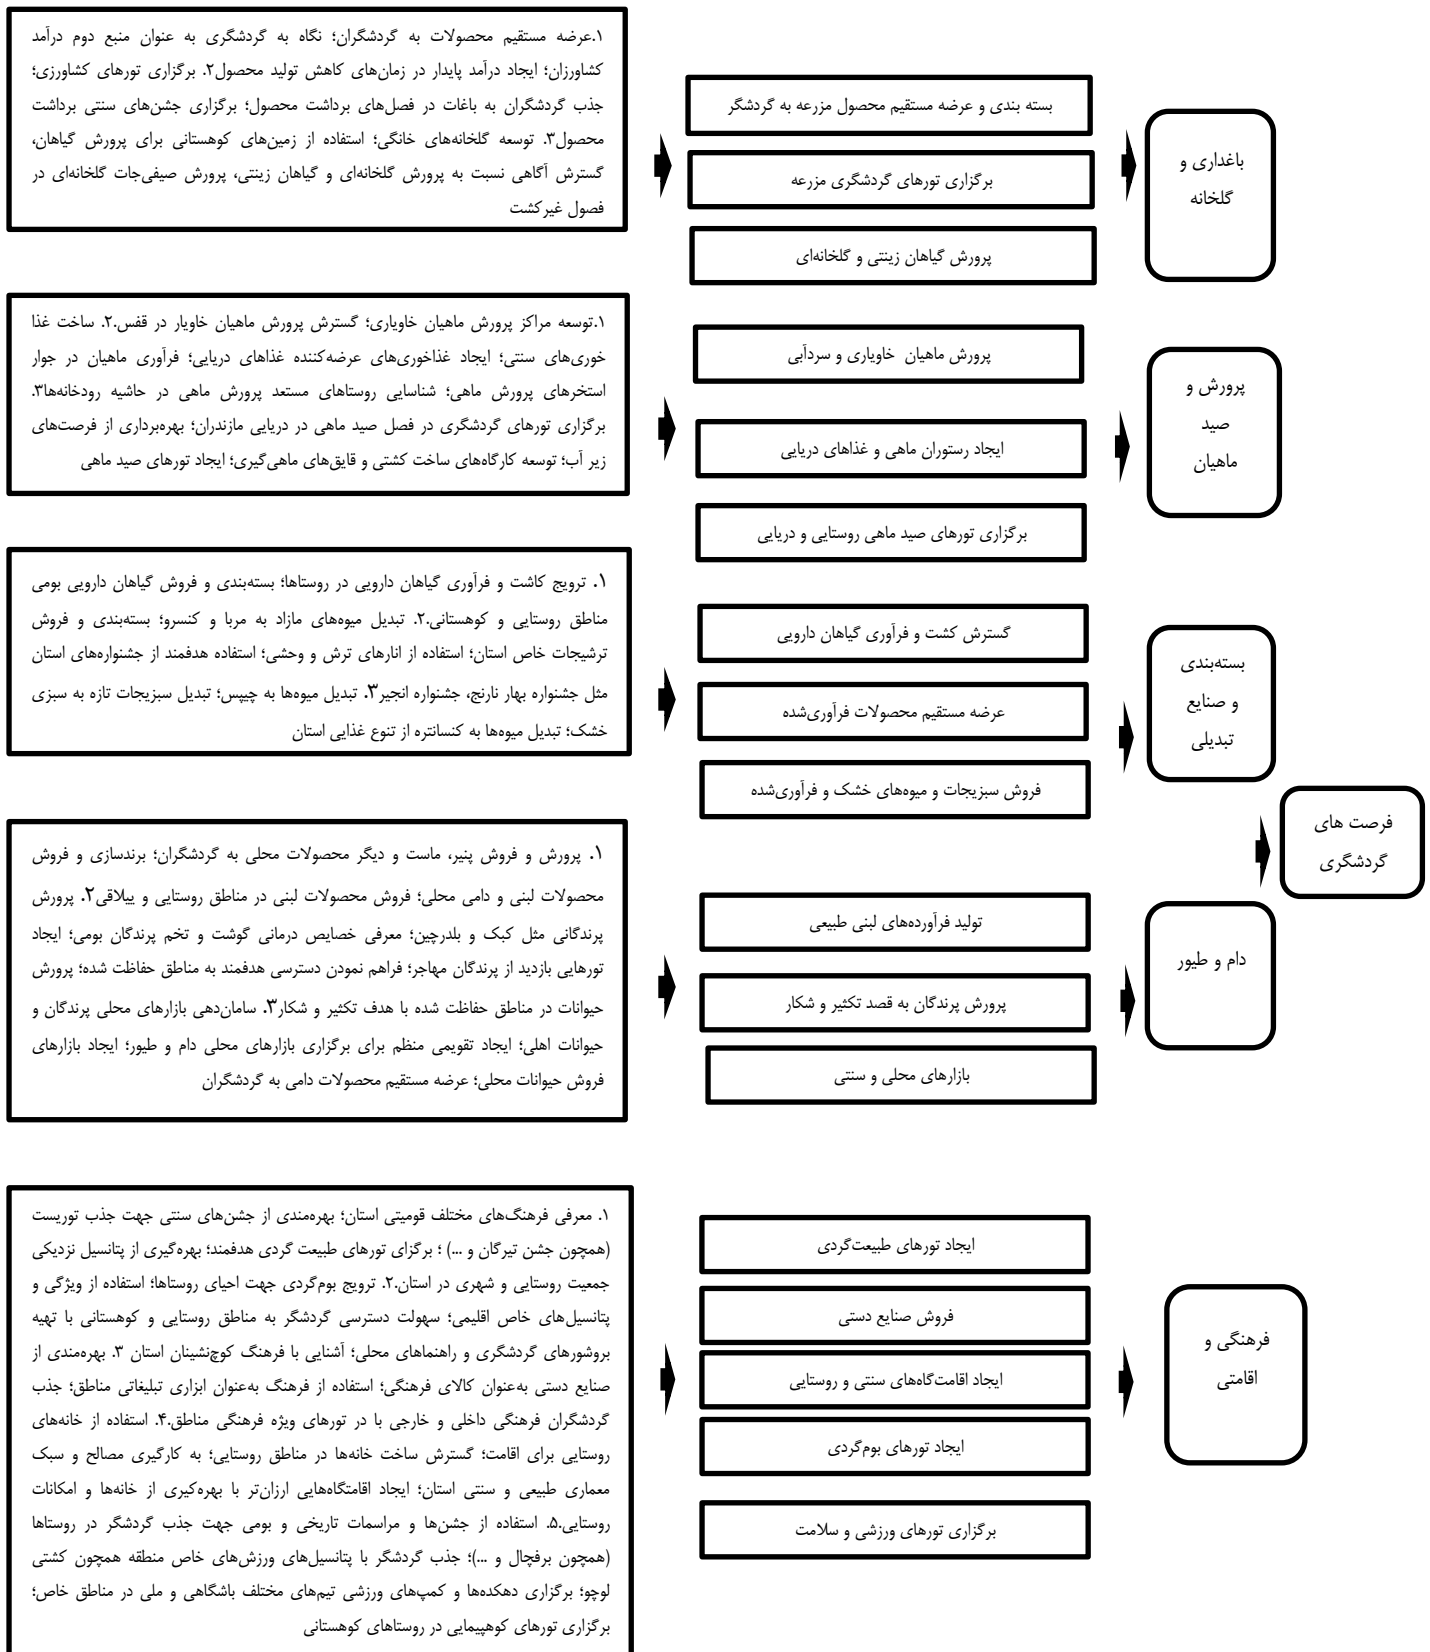 ۱.عرضه مستقیم محصولات به گردشگران؛ نگاه به گردشگری به عنوان منبع دوم درآمد
کشاورزان؛ ایجاد درآمد پایدار در زمان‌های کاهش تولید محصول۲. برگزاری تورهای کشاورزی؛
جذب گردشگران به باغات در فصل‌های برداشت محصول؛ برگزاری جشن‌های سنتی برداشت
محصول۳. توسعه گلخانه‌های خانگی؛ استفاده از زمین‌های کوهستانی برای پرورش گیاهان،
گسترش آگاهی نسبت به پرورش گلخانه‌ای و گیاهان زینتی، پرورش صیفی‌جات گلخانه‌ای در
فصول غیرکشت
بسته بندی و عرضه مستقیم محصول مزرعه به گردشگر
برگزاری تورهای گردشگری مزرعه
پرورش گیاهان زینتی و گلخانه‌ای
باغداری و
گلخانه
۱.توسعه مراکز پرورش ماهیان خاویاری؛ گسترش پرورش ماهیان خاویار در قفس.۲. ساخت غذا
خوری‌های سنتی؛ ایجاد غذاخوری‌های عرضه‌کننده غذاهای دریایی؛ فرآوری ماهیان در جوار
استخرهای پرورش ماهی؛ شناسایی روستاهای مستعد پرورش ماهی در حاشیه رودخانه‌ها۳.
برگزاری تورهای گردشگری در فصل صید ماهی در دریایی مازندران؛ بهره‌برداری از فرصت‌های
زیر آب؛ توسعه کارگاه‌های ساخت کشتی و قایق‌های ماهی‌گیری؛ ایجاد تورهای صید ماهی
پرورش ماهیان خاویاری و سردآبی
ایجاد رستوران ماهی و غذاهای دریایی
برگزاری تورهای صید ماهی روستایی و دریایی
پرورش و
صید
ماهیان
۱. ترویج کاشت و فرآوری گیاهان دارویی در روستاها؛ بسته‌بندی و فروش گیاهان دارویی بومی
مناطق روستایی و کوهستانی.۲. تبدیل میوه‌های مازاد به مربا و کنسرو؛ بسته‌بندی و فروش
ترشیجات خاص استان؛ استفاده از انارهای ترش و وحشی؛ استفاده هدفمند از جشنواره‌های استان
مثل جشنواره بهار نارنج، جشنواره انجیر۳. تبدیل میوه‌ها به چیپس؛ تبدیل سبزیجات تازه به سبزی
خشک؛ تبدیل میوه‌ها به کنسانتره از تنوع غذایی استان
گسترش کشت و فرآوری گیاهان دارویی
عرضه مستقیم محصولات فرآوری‌شده
فروش سبزیجات و میوه‌های خشک و فرآوری‌شده
بسته‌بندی
و صنایع
تبدیلی
فرصت های
گردشگری
۱. پرورش و فروش پنیر، ماست و دیگر محصولات محلی به گردشگران؛ برندسازی و فروش
محصولات لبنی و دامی محلی؛ فروش محصولات لبنی در مناطق روستایی و ییلاقی۲. پرورش
پرندگانی مثل کبک و بلدرچین؛ معرفی خصایص درمانی گوشت و تخم پرندگان بومی؛ ایجاد
تورهایی بازدید از پرندگان مهاجر؛ فراهم نمودن دسترسی هدفمند به مناطق حفاظت شده؛ پرورش
حیوانات در مناطق حفاظت شده با هدف تکثیر و شکار۳. سامان‌دهی بازارهای محلی پرندگان و
حیوانات اهلی؛ ایجاد تقویمی منظم برای برگزاری بازارهای محلی دام و طیور؛ ایجاد بازارهای
فروش حیوانات محلی؛ عرضه مستقیم محصولات دامی به گردشگران
تولید فرآورده‌های لبنی طبیعی
پرورش پرندگان به قصد تکثیر و شکار
بازارهای محلی و سنتی
دام و طیور
۱. معرفی فرهنگ‌های مختلف قومیتی استان؛ بهره‌مندی از جشن‌های سنتی جهت جذب توریست
(همچون جشن تیرگان و ...) ؛ برگزای تورهای طبیعت گردی هدفمند؛ بهره‌گیری از پتانسیل نزدیکی
جمعیت روستایی و شهری در استان.۲. ترویج بوم‌گردی جهت احیای روستاها؛ استفاده از ویژگی و
پتانسیل‌های خاص اقلیمی؛ سهولت دسترسی گردشگر به مناطق روستایی و کوهستانی با تهیه
بروشورهای گردشگری و راهنماهای محلی؛ آشنایی با فرهنگ کوچ‌نشینان استان ۳. بهره‌مندی از
صنایع دستی به‌عنوان کالای فرهنگی؛ استفاده از فرهنگ به‌عنوان ابزاری تبلیغاتی مناطق؛ جذب
گردشگران فرهنگی داخلی و خارجی با در تورهای ویژه فرهنگی مناطق.۴. استفاده از خانه‌های
روستایی برای اقامت؛ گسترش ساخت خانه‌ها در مناطق روستایی؛ به کارگیری مصالح و سبک
معماری طبیعی و سنتی استان؛ ایجاد اقامتگاه‌هایی ارزان‌تر با بهره‌کیری از خانه‌ها و امکانات
روستایی.۵. استفاده از جشن‌ها و مراسمات تاریخی و بومی جهت جذب گردشگر در روستاها
(همچون برفچال و ...)؛ جذب گردشگر با پتانسیل‌های ورزش‌های خاص منطقه همچون کشتی
لوچو؛ برگزاری دهکده‌ها و کمپ‌های ورزشی تیم‌های مختلف باشگاهی و ملی در مناطق خاص؛
برگزاری تورهای کوهپیمایی در روستاهای کوهستانی
ایجاد تورهای طبیعت‌گردی
فروش صنایع دستی
ایجاد اقامت‌گاه‌های سنتی و روستایی
ایجاد تورهای بوم‌گردی
برگزاری تورهای ورزشی و سلامت
فرهنگی و
اقامتی